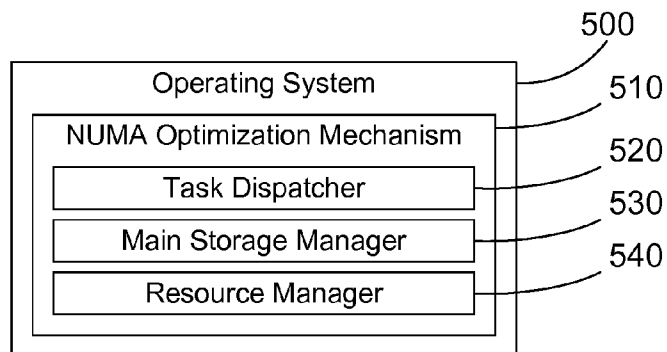 500
Operating System
510
NUMA Optimization Mechanism
520
Task Dispatcher
530
Main Storage Manager
540
Resource Manager